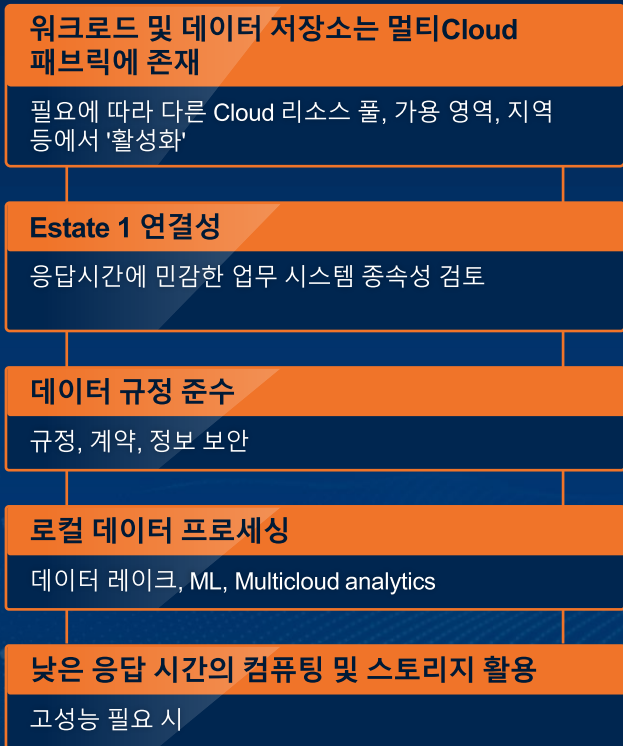 워크로드 및 데이터 저장소는 멀티Cloud
패브릭에 존재
필요에 따라 다른 Cloud 리소스 풀, 가용 영역, 지역
등에서 '활성화'
Estate 1 연결성
응답시간에 민감한 업무 시스템 종속성 검토
데이터 규정 준수
규정, 계약, 정보 보안
로컬 데이터 프로세싱
데이터 레이크, ML, Multicloud analytics
낮은 응답 시간의 컴퓨팅 및 스토리지 활용
고성능 필요 시